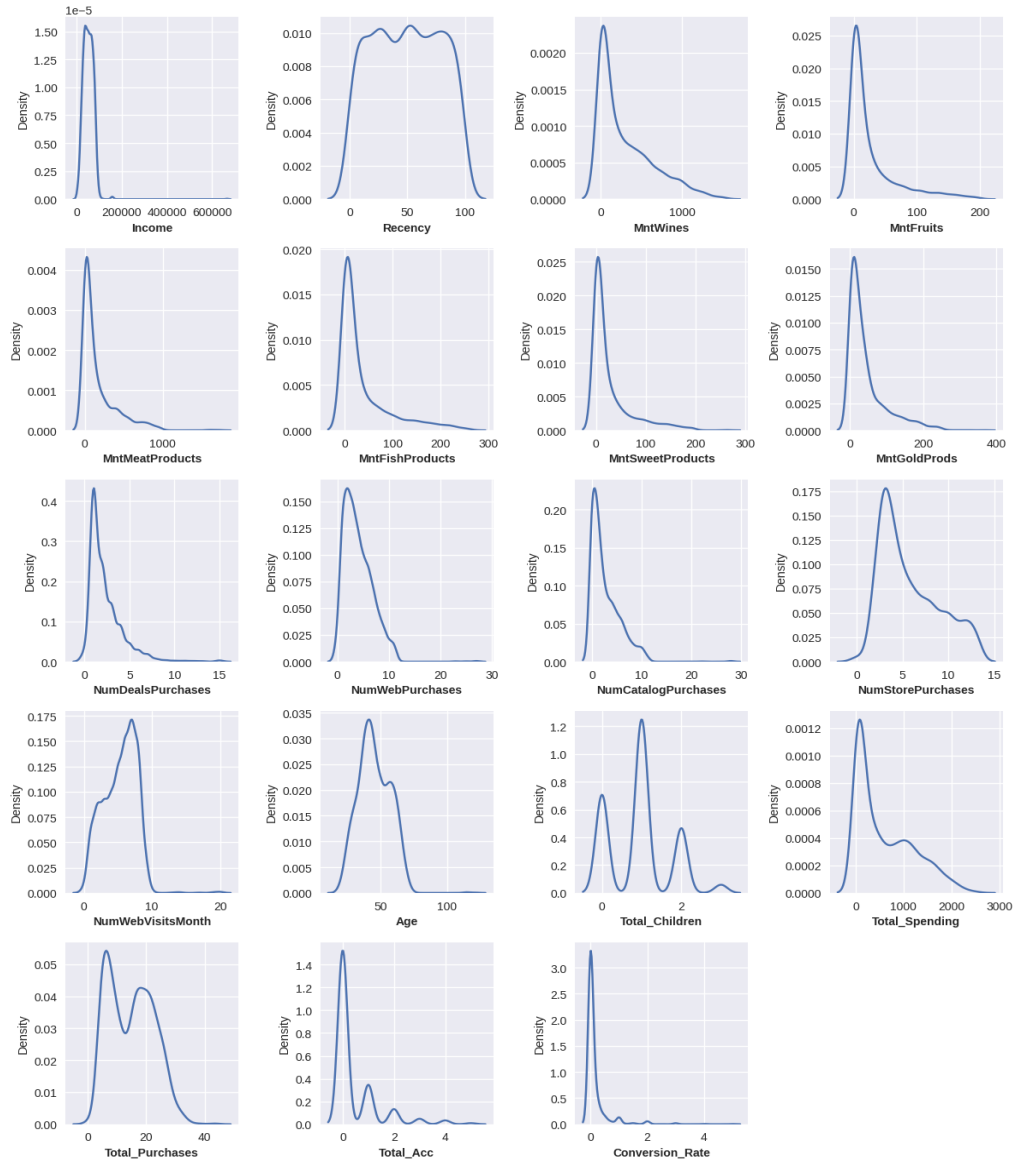 1e−5
1.50
1.25
1.00
0.75
0.50
0.25
0.00
Density
0 200000 400000 600000
Income
0.010
0.008
0.006
0.004
0.002
0.000
Density
0 50 100
Recency
0.0020
0.0015
0.0010
0.0005
0.0000
Density
0 1000
MntWines
0.025
0.020
0.015
0.010
0.005
0.000
Density
0 100 200
MntFruits
0.004
0.003
0.002
0.001
0.000
Density
0 1000
MntMeatProducts
0.020
0.015
0.010
0.005
0.000
Density
0 100 200 300
MntFishProducts
0.025
0.020
0.015
0.010
0.005
0.000
Density
0 100 200 300
MntSweetProducts
0.0150
0.0125
0.0100
0.0075
0.0050
0.0025
0.0000
Density
0 200 400
MntGoldProds
0.4
0.3
0.2
0.1
0.0
Density
0 5 10 15
NumDealsPurchases
0.150
0.125
0.100
0.075
0.050
0.025
0.000
Density
0 10 20 30
NumWebPurchases
0.20
0.15
0.10
0.05
0.00
Density
0 10 20 30
NumCatalogPurchases
0.175
0.150
0.125
0.100
0.075
0.050
0.025
0.000
Density
0 5 10 15
NumStorePurchases
0.175
0.150
0.125
0.100
0.075
0.050
0.025
0.000
Density
0 10 20
NumWebVisitsMonth
0.035
0.030
0.025
0.020
0.015
0.010
0.005
0.000
Density
50 100
Age
1.2
1.0
0.8
0.6
0.4
0.2
0.0
Density
0 2
Total_Children
0.0012
0.0010
0.0008
0.0006
0.0004
0.0002
0.0000
Density
0 1000 2000 3000
Total_Spending
0.05
0.04
0.03
0.02
0.01
0.00
Density
0 20 40
Total_Purchases
1.4
1.2
1.0
0.8
0.6
0.4
0.2
0.0
Density
0 2 4
Total_Acc
3.0
2.5
2.0
1.5
1.0
0.5
0.0
Density
0 2 4
Conversion_Rate